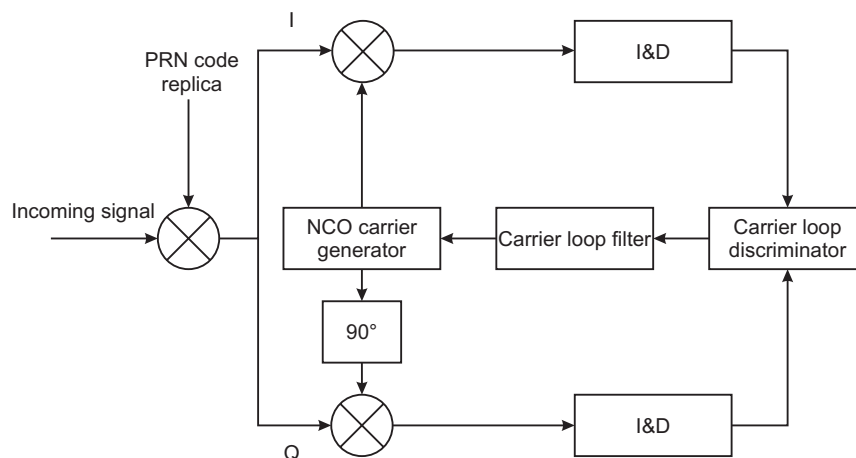 I
I&D
PRN code
replica
Incoming signal
NCO carrier
generator
Carrier loop filter
Carrier loop
discriminator
90°
I&D
Q